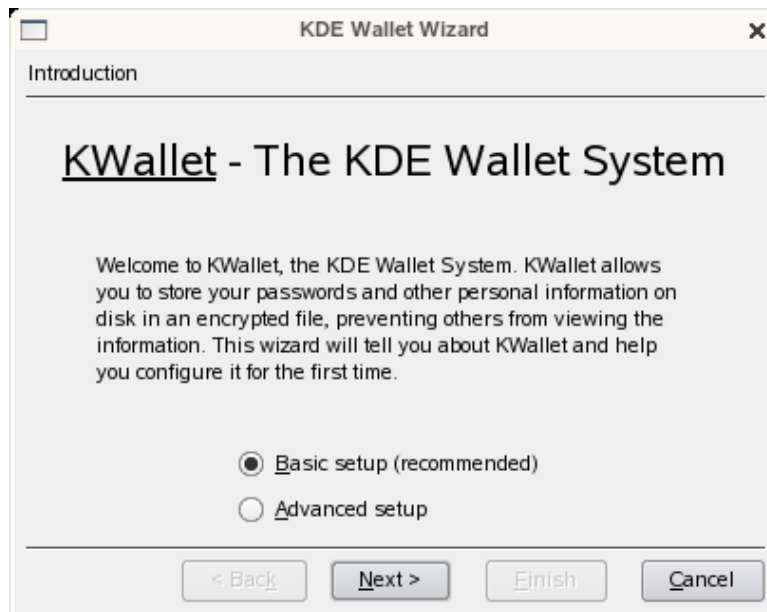 KDE Wallet Wizard
Introduction
KWallet - The KDE Wallet System
Welcome to KWallet, the KDE Wallet System. KWallet allows
you to store your passwords and other personal information on
disk in an encrypted file, preventing others from viewing the
information. This wizard will tell you about KWallet and help
you configure it for the first time.
Basic setup (recommended)
Advanced setup
< Back Next > Finish Cancel